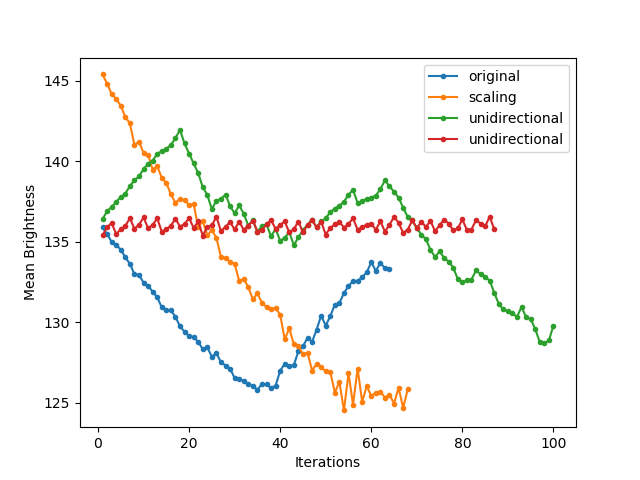 145
140
135
130
125
Mean Brightness
0
20
40
60
80
100
Iterations
original
scaling
unidirectional
unidirectional